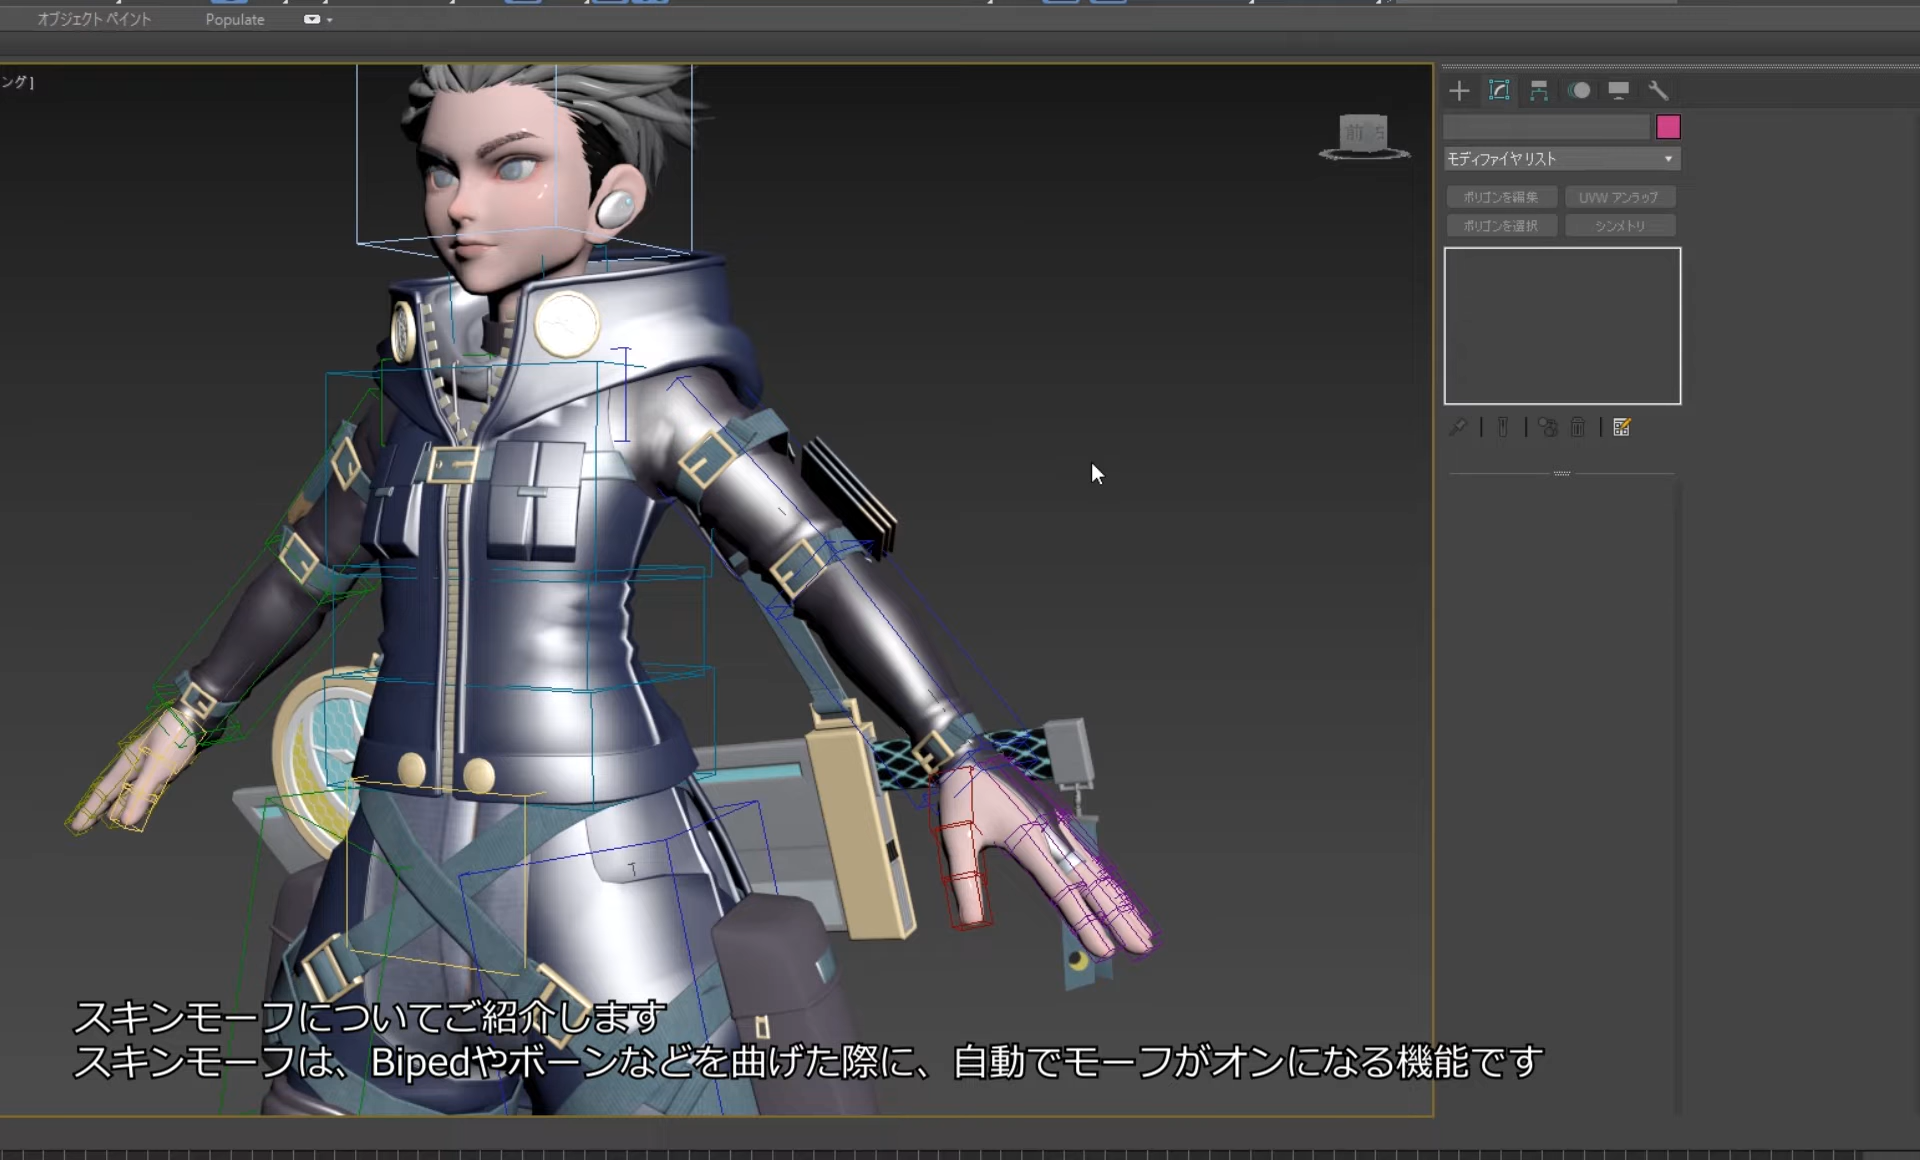 オブジェクト ペイント
Populate
ング ]
前
モディファイヤ リスト
ポリゴンを編集
UVW アンラップ
ポリゴンを選択
シンメトリ
スキンモーフについてご紹介します
スキンモーフは、Bipedやボーンなどを曲げた際に、自動でモーフがオンになる機能です